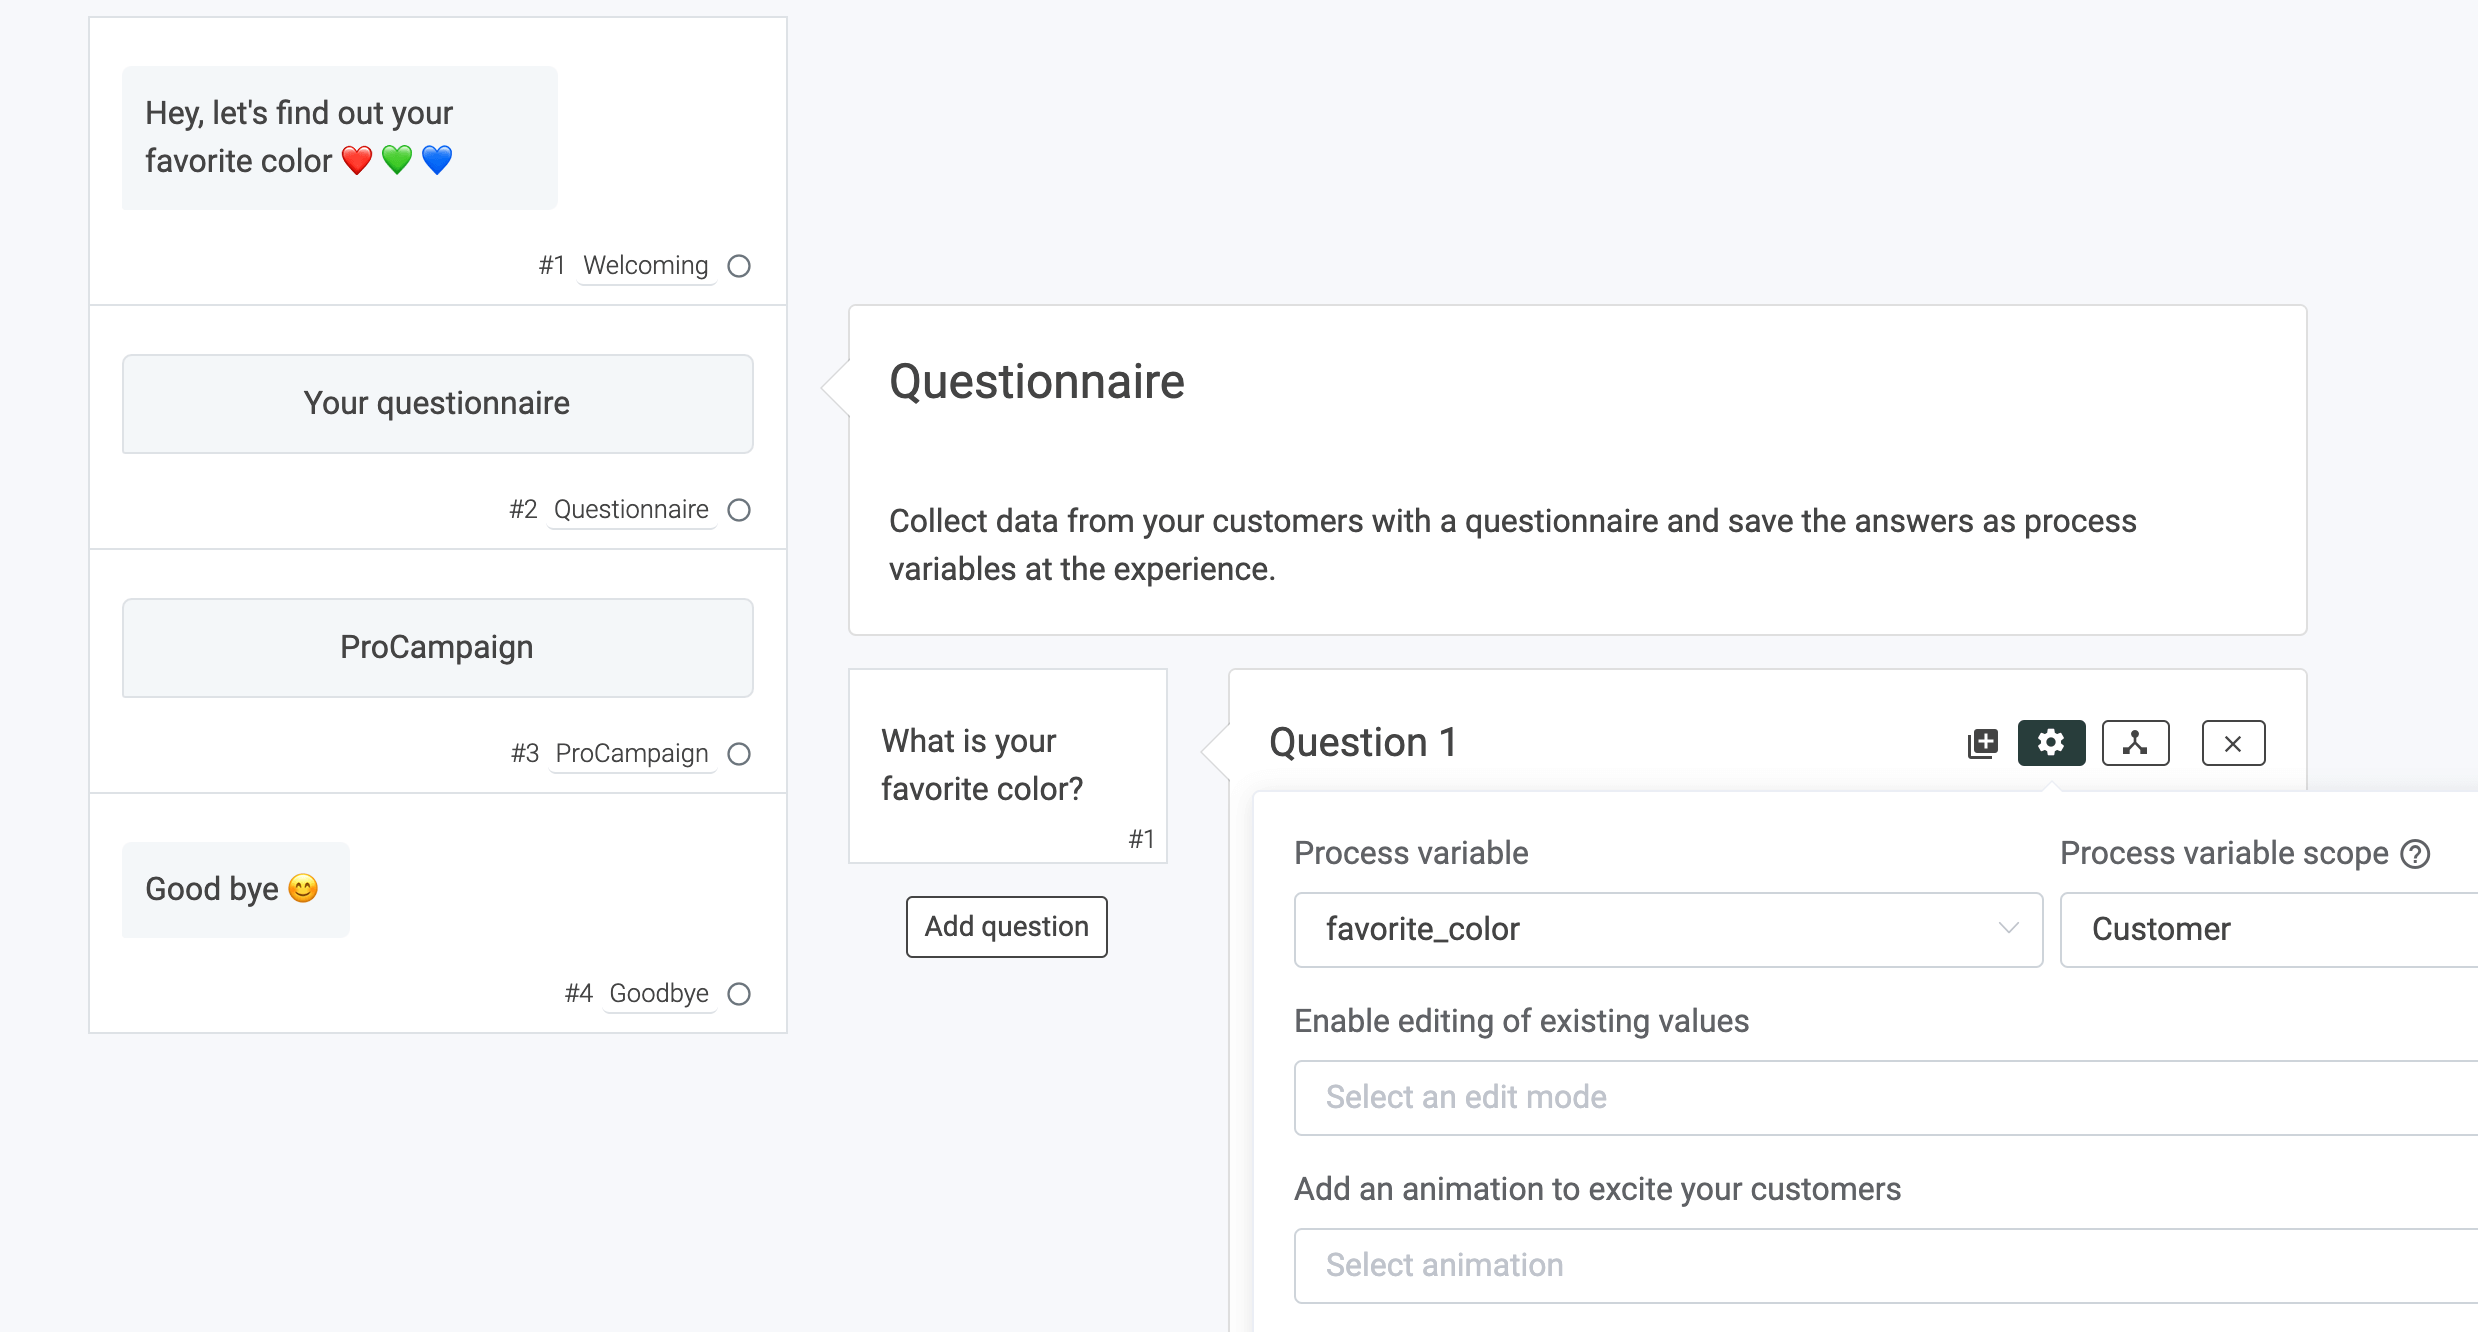 Hey, let's find out your
favorite color ❤️ 💚 💙
#1 Welcoming
Your questionnaire
#2 Questionnaire
ProCampaign
#3 ProCampaign
Good bye 😊
#4 Goodbye
Questionnaire
Collect data from your customers with a questionnaire and save the answers as process
variables at the experience.
What is your
favorite color?
#1
Add question
Question 1
Process variable
Process variable scope
favorite_color
Customer
Enable editing of existing values
Select an edit mode
Add an animation to excite your customers
Select animation